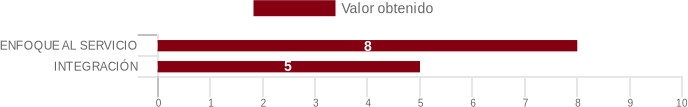 Valor obtenido
ENFOQUE AL SERVICIO
8
INTEGRACIÓN
5
0 1 2 3 4 5 6 7 8 9 10